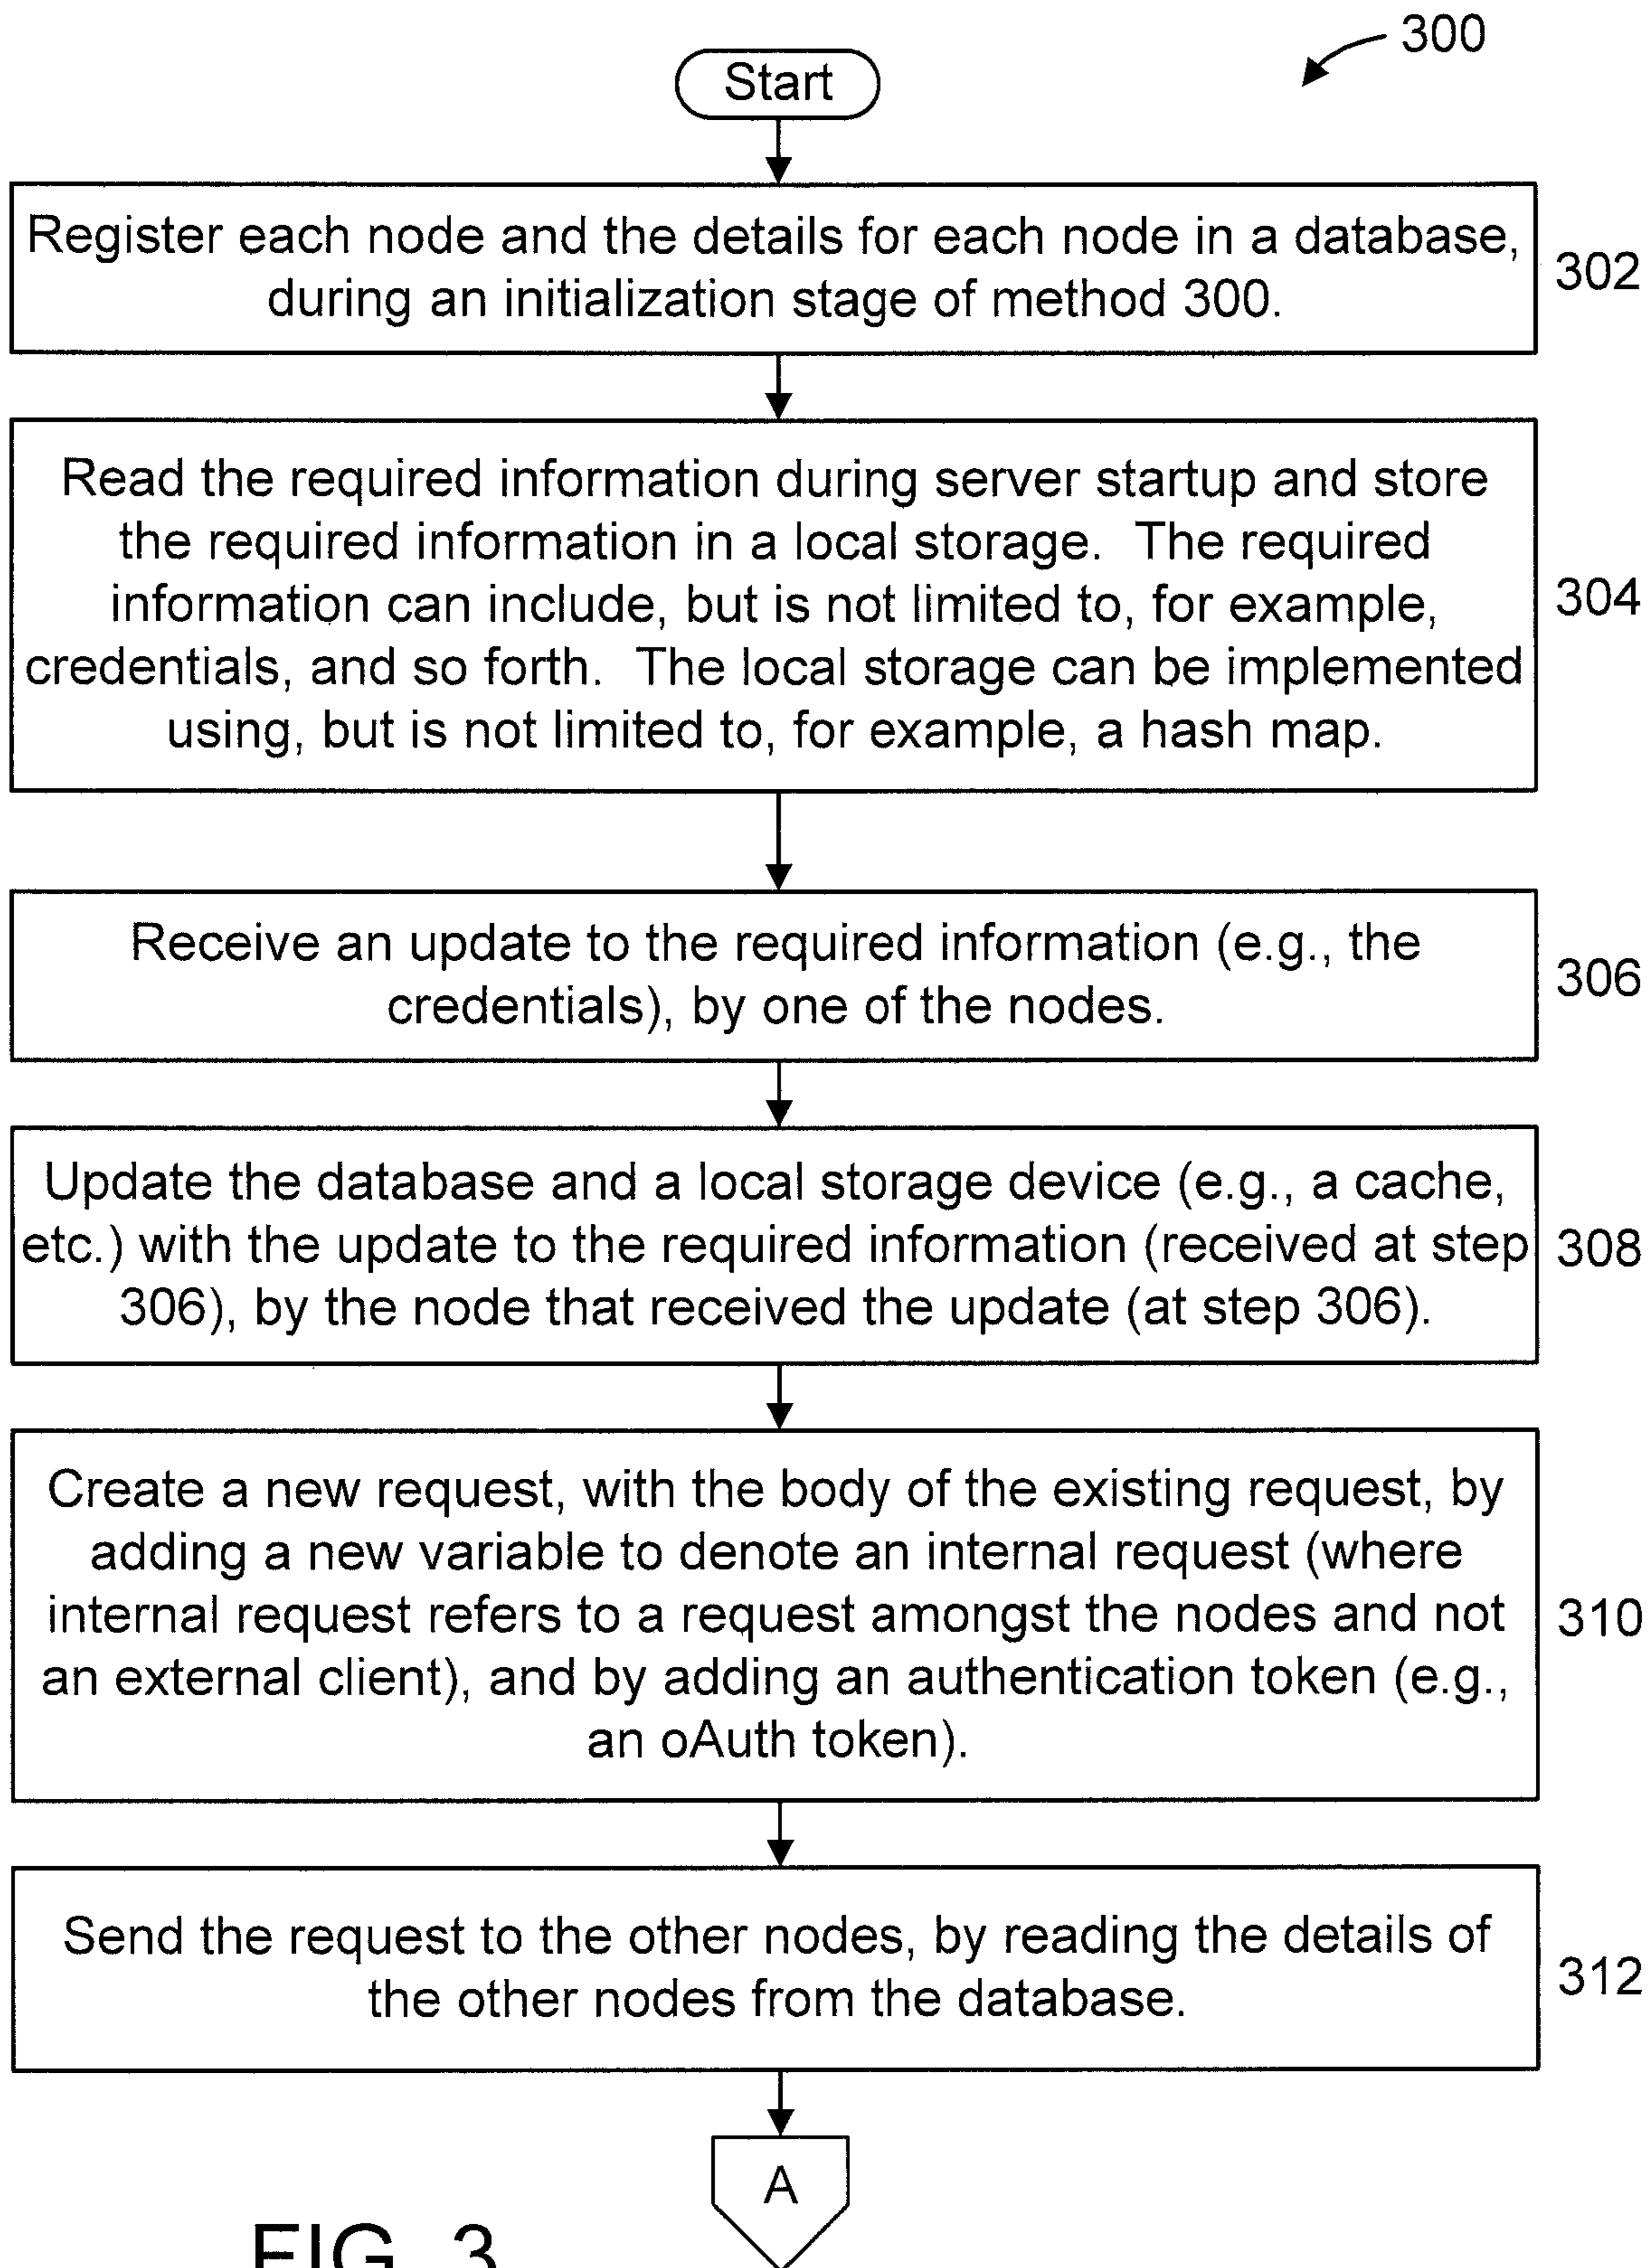 300
Start
Register each node and the details for each node in a database,
during an initialization stage of method 300.
302
Read the required information during server startup and store
the required information in a local storage. The required
information can include, but is not limited to, for example,
credentials, and so forth. The local storage can be implemented
using, but is not limited to, for example, a hash map.
304
Receive an update to the required information (e.g., the
credentials), by one of the nodes.
306
Update the database and a local storage device (e.g., a cache,
etc.) with the update to the required information (received at step
306), by the node that received the update (at step 306).
308
Create a new request, with the body of the existing request, by
adding a new variable to denote an internal request (where
internal request refers to a request amongst the nodes and not
an external client), and by adding an authentication token (e.g.,
an oAuth token).
310
Send the request to the other nodes, by reading the details of
the other nodes from the database.
312
A
FIG. 3